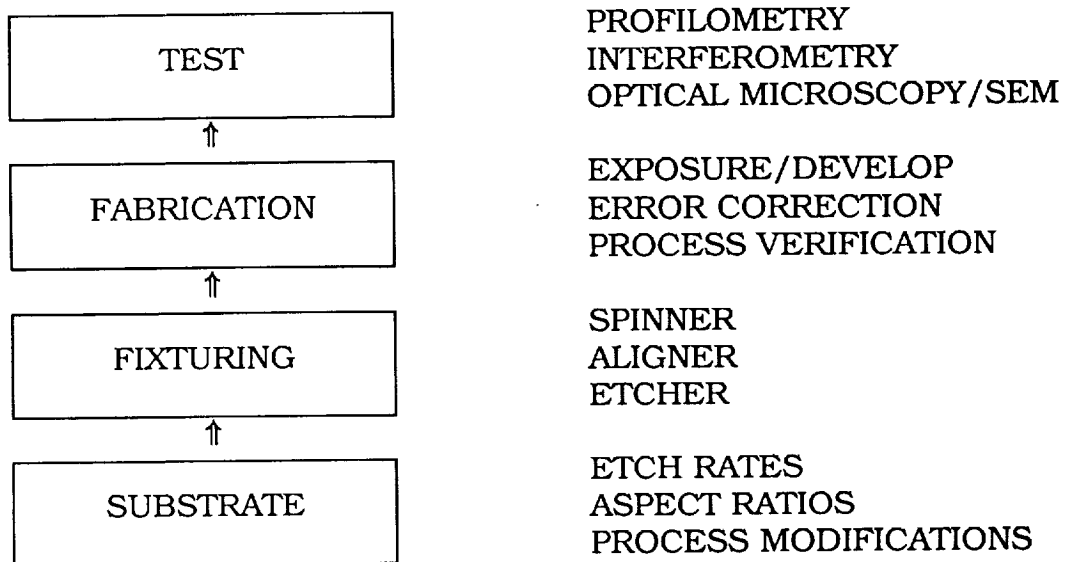 TEST
PROFILOMETRY
INTERFEROMETRY
OPTICAL MICROSCOPY/SEM
⇑
FABRICATION
EXPOSURE/DEVELOP
ERROR CORRECTION
PROCESS VERIFICATION
⇑
FIXTURING
SPINNER
ALIGNER
ETCHER
⇑
SUBSTRATE
ETCH RATES
ASPECT RATIOS
PROCESS MODIFICATIONS